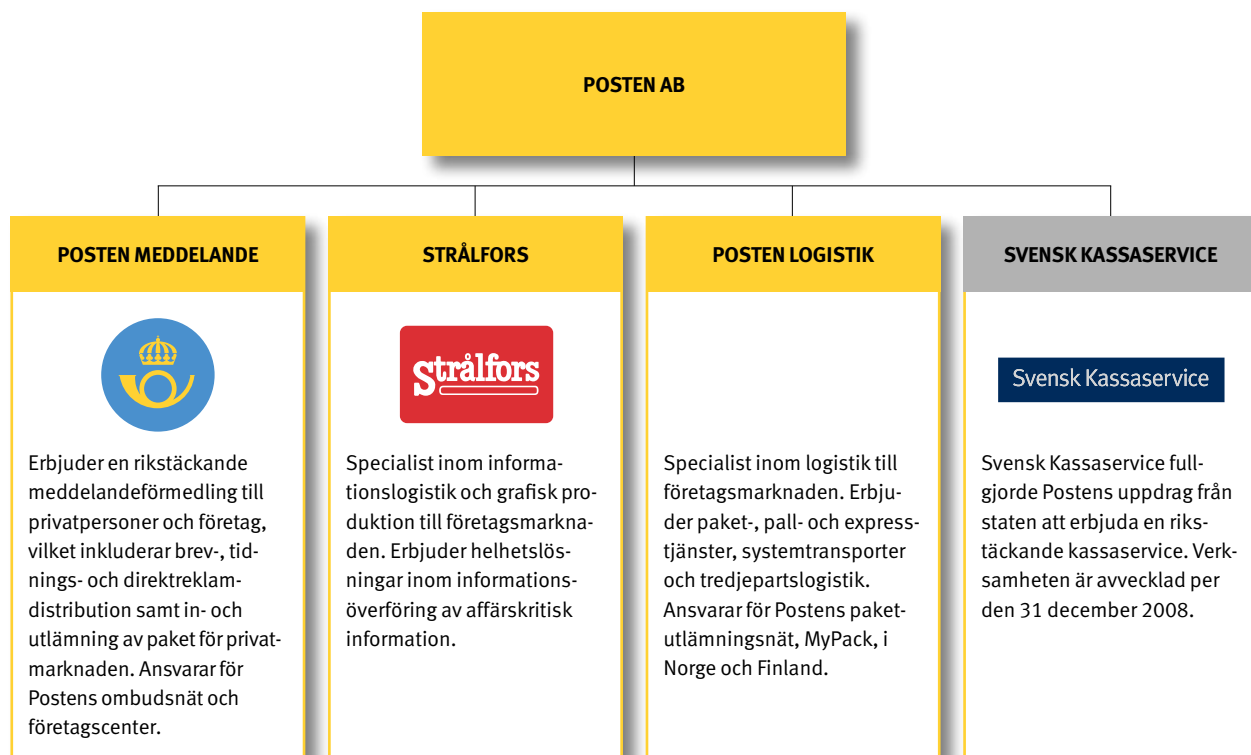 POSTEN AB
POSTEN MEDDELANDE
Erbjuder en rikstäckande
meddelandeförmedling till
privatpersoner och företag,
vilket inkluderar brev-, tid-
nings- och direktreklam-
distribution samt in- och
utlämning av paket för privat-
marknaden. Ansvarar för
Postens ombudsnät och
företagscenter.
STRÅLFORS
Strålfors
Specialist inom informa-
tionslogistik och grafisk pro-
duktion till företagsmarkna-
den. Erbjuder helhetslös-
ningar inom informations-
överföring av affärskritisk
information.
POSTEN LOGISTIK
Specialist inom logistik till
företagsmarknaden. Erbju-
der paket-, pall- och express-
tjänster, systemtransporter
och tredjepartslogistik.
Ansvarar för Postens paket-
utlämningsnät, MyPack, i
Norge och Finland.
SVENSK KASSASERVICE
Svensk Kassaservice
Svensk Kassaservice full-
gjorde Postens uppdrag från
staten att erbjuda en riks-
täckande kassaservice. Verk-
samheten är avvecklad per
den 31 december 2008.